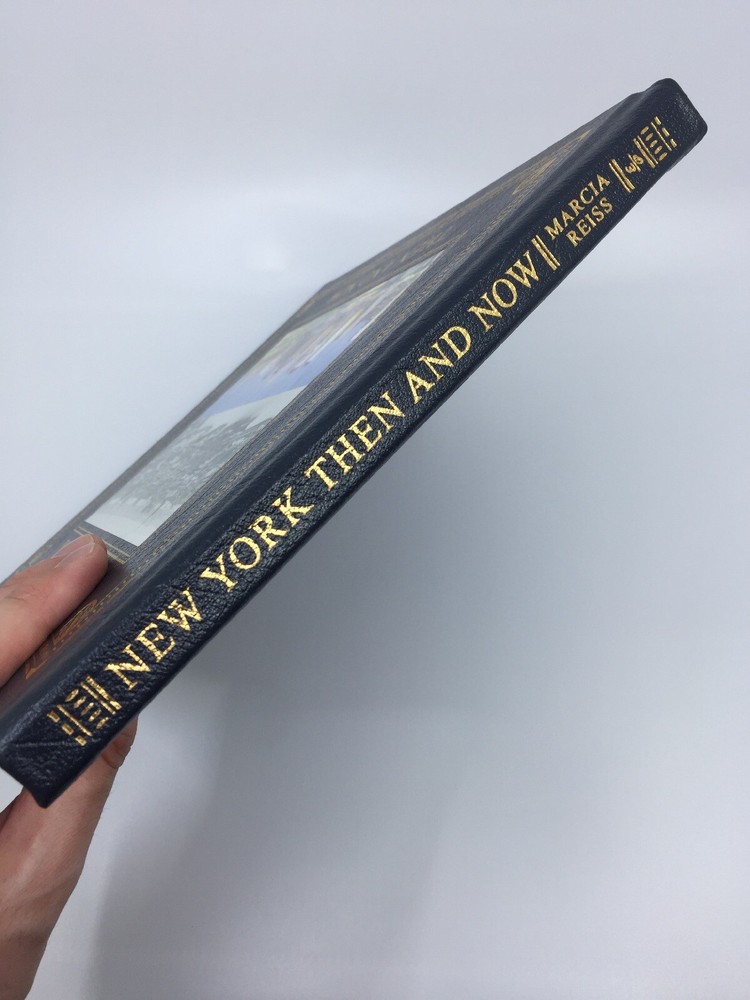 NEW YORK THEN AND NOW
MARCIA
REISS